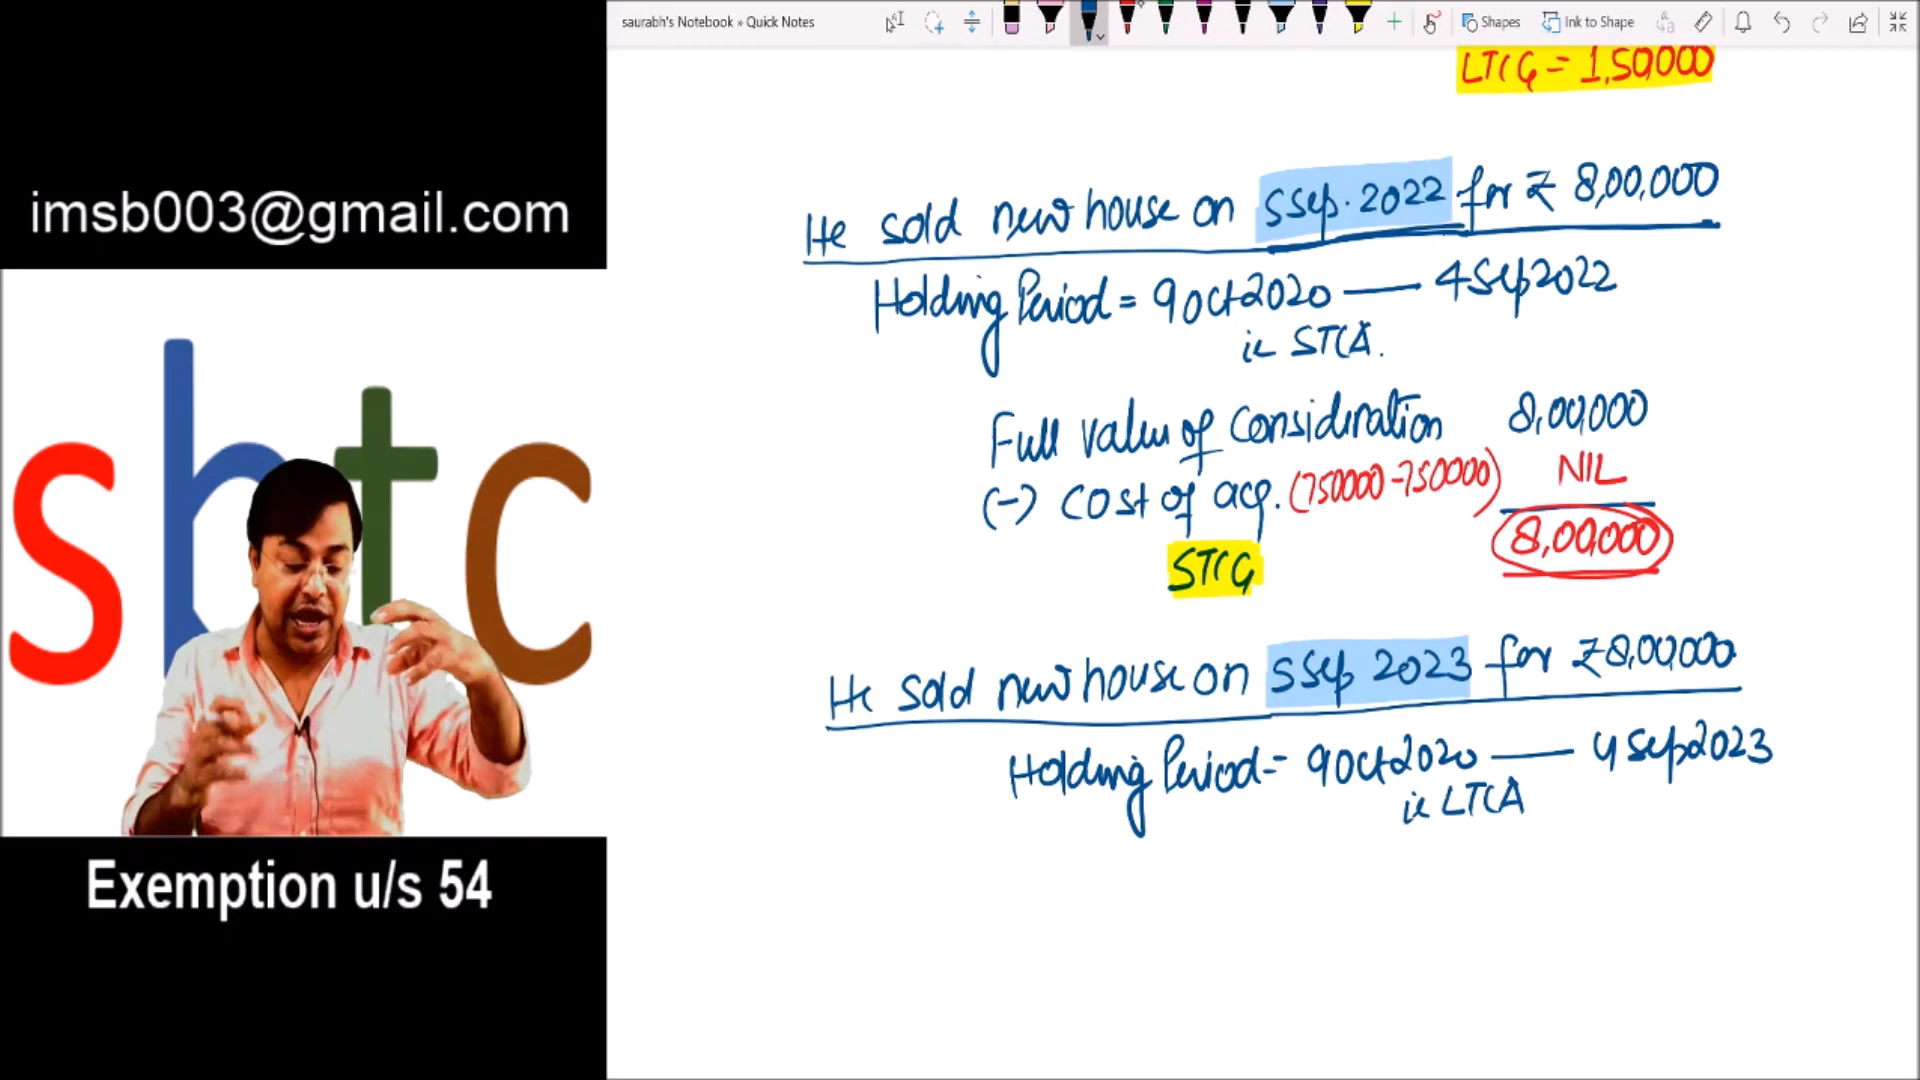 saurabh's Notebook » Quick Notes
Shapes
Ink to Shape
LTCG = 1,50,000
imsb003@gmail.com
He sold new house on 5 Sep. 2022 for ₹ 8,00,000
Holding Period = 9 Oct 2020 — 4 Sep 2022
ie STCA.
Full value of Consideration 8,00,000
(-) Cost of acq. (750000-750000) NIL
8,00,000
STCG
sbtc
He sold new house on 5 Sep 2023 for ₹8,00,000
Holding Period = 9 Oct 2020 — 4 Sep 2023
ie LTCA
Exemption u/s 54